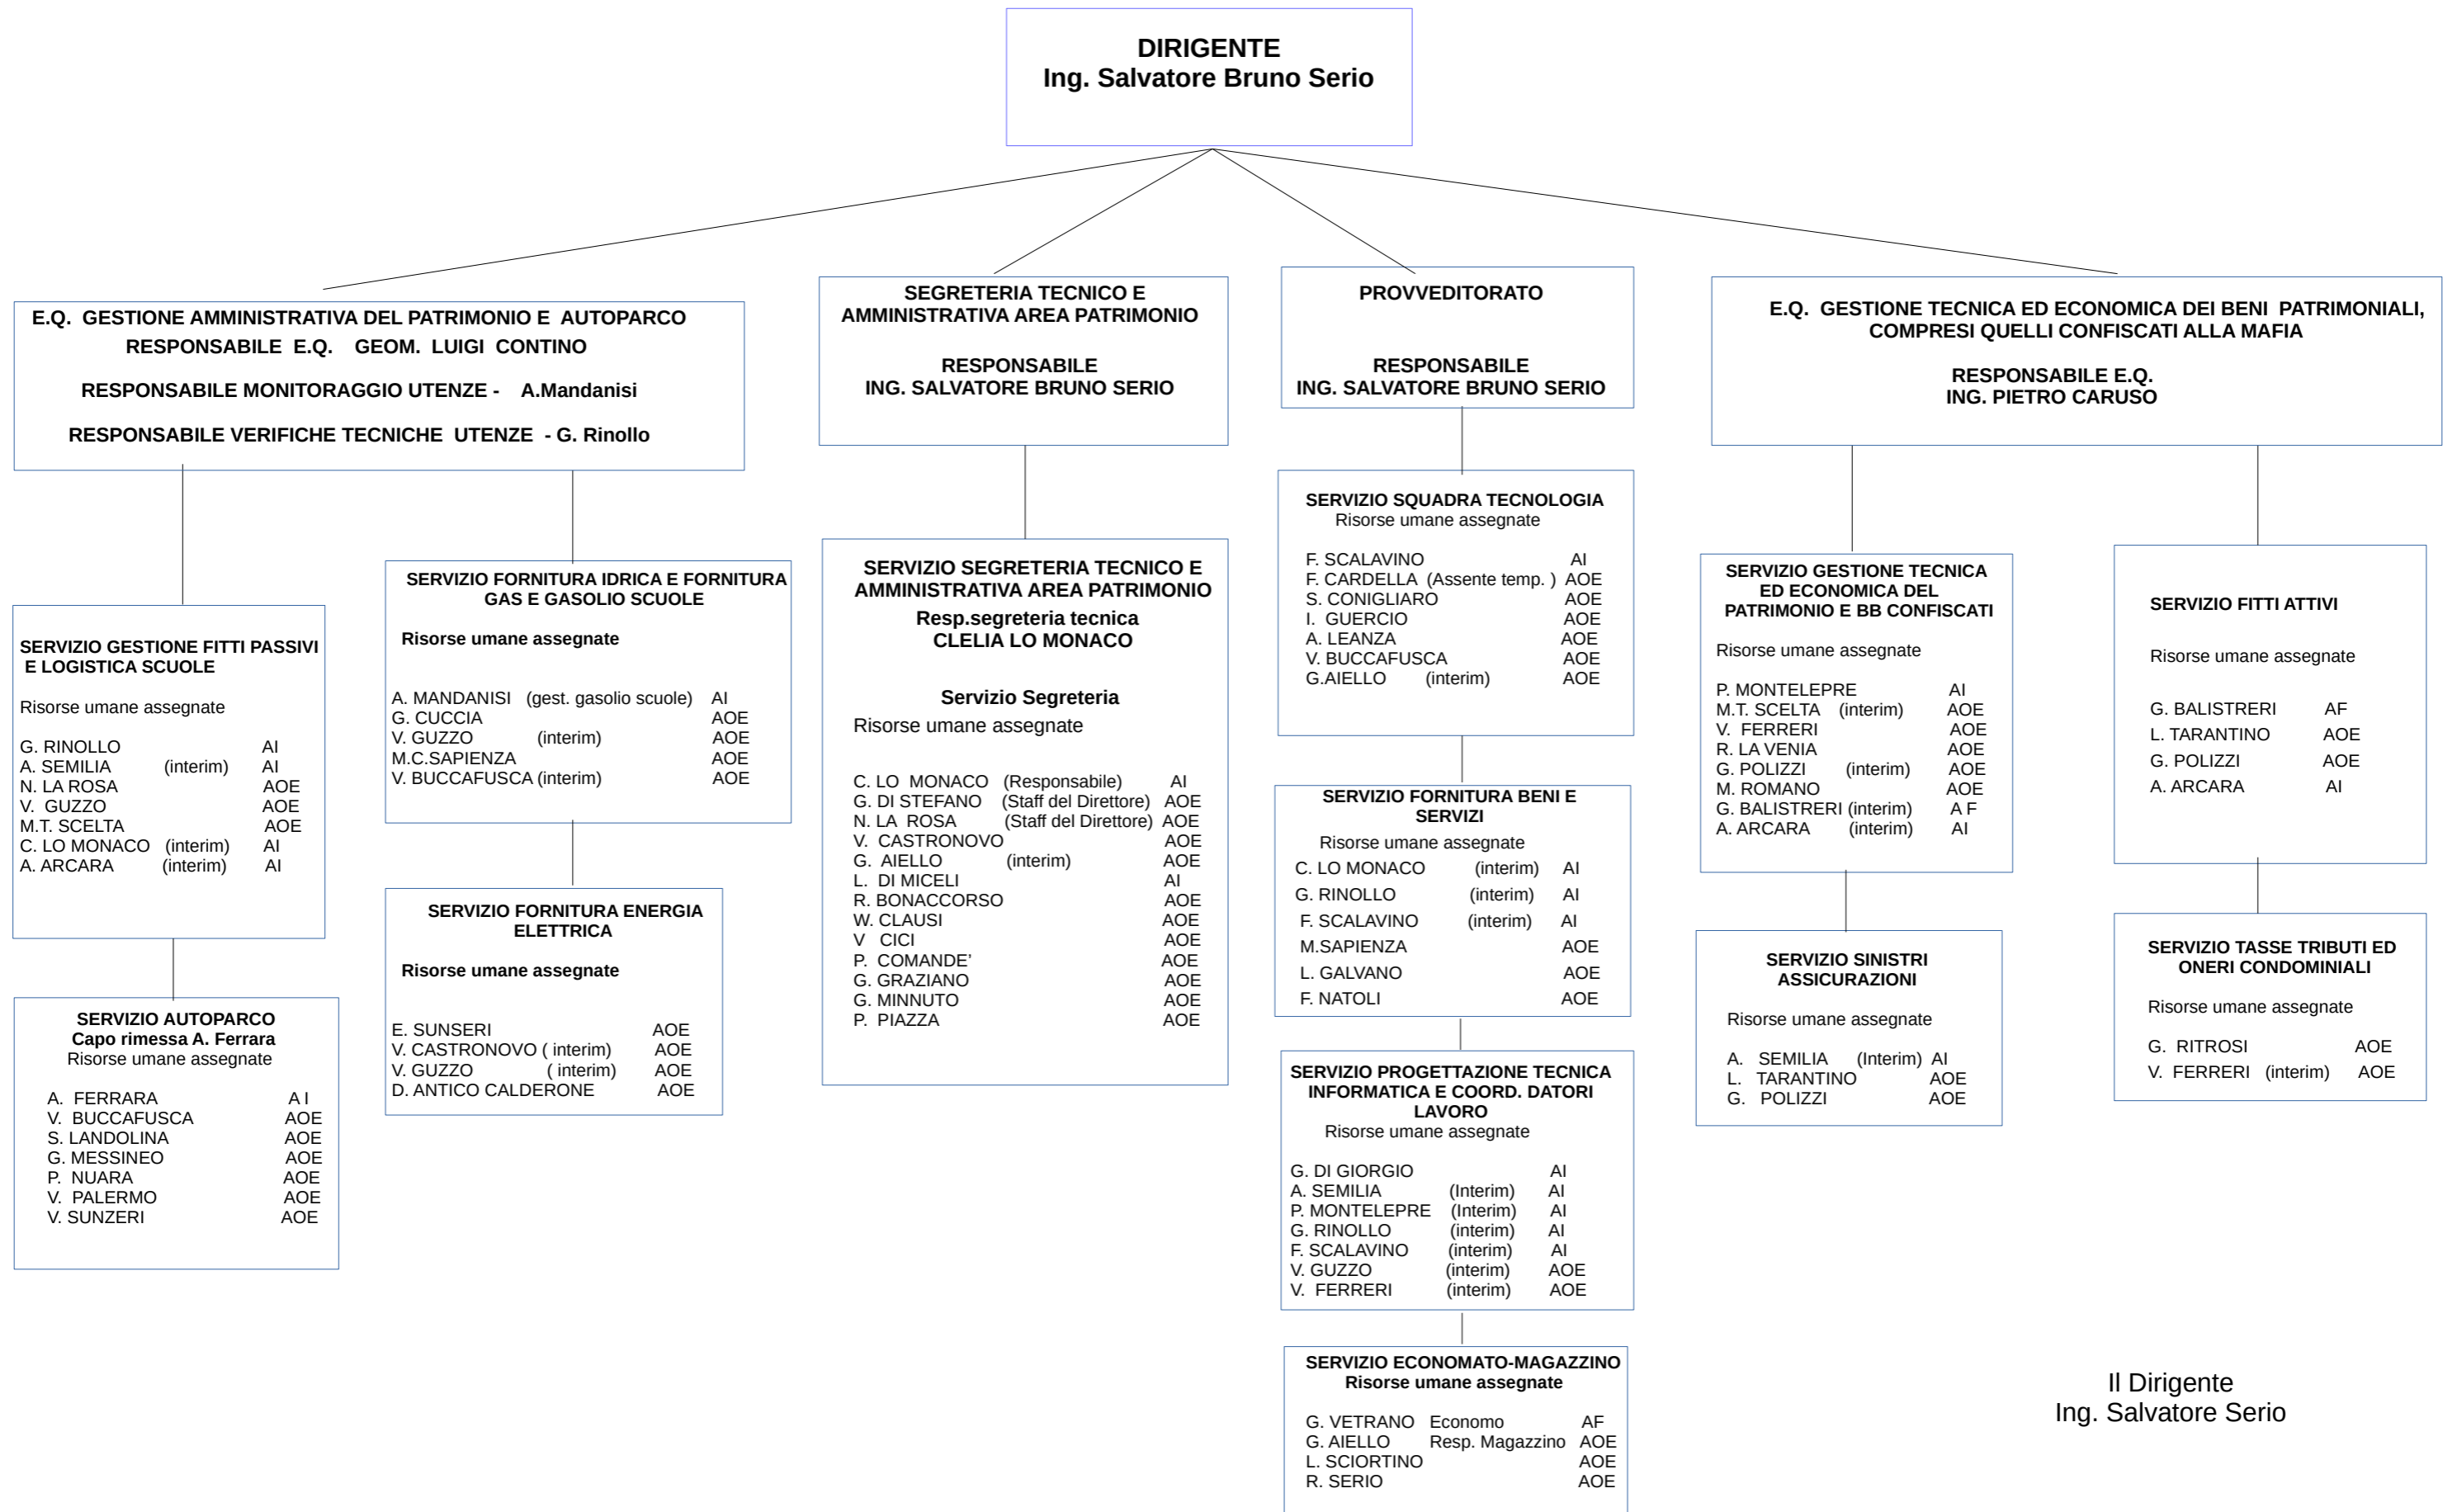 DIRIGENTE
Ing. Salvatore Bruno Serio
E.Q. GESTIONE AMMINISTRATIVA DEL PATRIMONIO E AUTOPARCO
RESPONSABILE E.Q. GEOM. LUIGI CONTINO
RESPONSABILE MONITORAGGIO UTENZE - A.Mandanisi
RESPONSABILE VERIFICHE TECNICHE UTENZE - G. Rinollo
SERVIZIO GESTIONE FITTI PASSIVI
E LOGISTICA SCUOLE
Risorse umane assegnate
G. RINOLLO AI
A. SEMILIA (interim) AI
N. LA ROSA AOE
V. GUZZO AOE
M.T. SCELTA AOE
C. LO MONACO (interim) AI
A. ARCARA (interim) AI
SERVIZIO AUTOPARCO
Capo rimessa A. Ferrara
Risorse umane assegnate
A. FERRARA A I
V. BUCCAFUSCA AOE
S. LANDOLINA AOE
G. MESSINEO AOE
P. NUARA AOE
V. PALERMO AOE
V. SUNZERI AOE
SERVIZIO FORNITURA IDRICA E FORNITURA
GAS E GASOLIO SCUOLE
Risorse umane assegnate
A. MANDANISI (gest. gasolio scuole) AI
G. CUCCIA AOE
V. GUZZO (interim) AOE
M.C.SAPIENZA AOE
V. BUCCAFUSCA (interim) AOE
SERVIZIO FORNITURA ENERGIA
ELETTRICA
Risorse umane assegnate
E. SUNSERI AOE
V. CASTRONOVO ( interim) AOE
V. GUZZO ( interim) AOE
D. ANTICO CALDERONE AOE
SEGRETERIA TECNICO E
AMMINISTRATIVA AREA PATRIMONIO
RESPONSABILE
ING. SALVATORE BRUNO SERIO
SERVIZIO SEGRETERIA TECNICO E
AMMINISTRATIVA AREA PATRIMONIO
Resp.segreteria tecnica
CLELIA LO MONACO
Servizio Segreteria
Risorse umane assegnate
C. LO MONACO (Responsabile) AI
G. DI STEFANO (Staff del Direttore) AOE
N. LA ROSA (Staff del Direttore) AOE
V. CASTRONOVO AOE
G. AIELLO (interim) AOE
L. DI MICELI AI
R. BONACCORSO AOE
W. CLAUSI AOE
V CICI AOE
P. COMANDE’ AOE
G. GRAZIANO AOE
G. MINNUTO AOE
P. PIAZZA AOE
PROVVEDITORATO
RESPONSABILE
ING. SALVATORE BRUNO SERIO
SERVIZIO SQUADRA TECNOLOGIA
Risorse umane assegnate
F. SCALAVINO AI
F. CARDELLA (Assente temp. ) AOE
S. CONIGLIARO AOE
I. GUERCIO AOE
A. LEANZA AOE
V. BUCCAFUSCA AOE
G.AIELLO (interim) AOE
SERVIZIO FORNITURA BENI E
SERVIZI
Risorse umane assegnate
C. LO MONACO (interim) AI
G. RINOLLO (interim) AI
F. SCALAVINO (interim) AI
M.SAPIENZA AOE
L. GALVANO AOE
F. NATOLI AOE
SERVIZIO PROGETTAZIONE TECNICA
INFORMATICA E COORD. DATORI
LAVORO
Risorse umane assegnate
G. DI GIORGIO AI
A. SEMILIA (Interim) AI
P. MONTELEPRE (Interim) AI
G. RINOLLO (interim) AI
F. SCALAVINO (interim) AI
V. GUZZO (interim) AOE
V. FERRERI (interim) AOE
SERVIZIO ECONOMATO-MAGAZZINO
Risorse umane assegnate
G. VETRANO Economo AF
G. AIELLO Resp. Magazzino AOE
L. SCIORTINO AOE
R. SERIO AOE
E.Q. GESTIONE TECNICA ED ECONOMICA DEI BENI PATRIMONIALI,
COMPRESI QUELLI CONFISCATI ALLA MAFIA
RESPONSABILE E.Q.
ING. PIETRO CARUSO
SERVIZIO GESTIONE TECNICA
ED ECONOMICA DEL
PATRIMONIO E BB CONFISCATI
Risorse umane assegnate
P. MONTELEPRE AI
M.T. SCELTA (interim) AOE
V. FERRERI AOE
R. LA VENIA AOE
G. POLIZZI (interim) AOE
M. ROMANO AOE
G. BALISTRERI (interim) A F
A. ARCARA (interim) AI
SERVIZIO SINISTRI
ASSICURAZIONI
Risorse umane assegnate
A. SEMILIA (Interim) AI
L. TARANTINO AOE
G. POLIZZI AOE
SERVIZIO FITTI ATTIVI
Risorse umane assegnate
G. BALISTRERI AF
L. TARANTINO AOE
G. POLIZZI AOE
A. ARCARA AI
SERVIZIO TASSE TRIBUTI ED
ONERI CONDOMINIALI
Risorse umane assegnate
G. RITROSI AOE
V. FERRERI (interim) AOE
Il Dirigente
Ing. Salvatore Serio